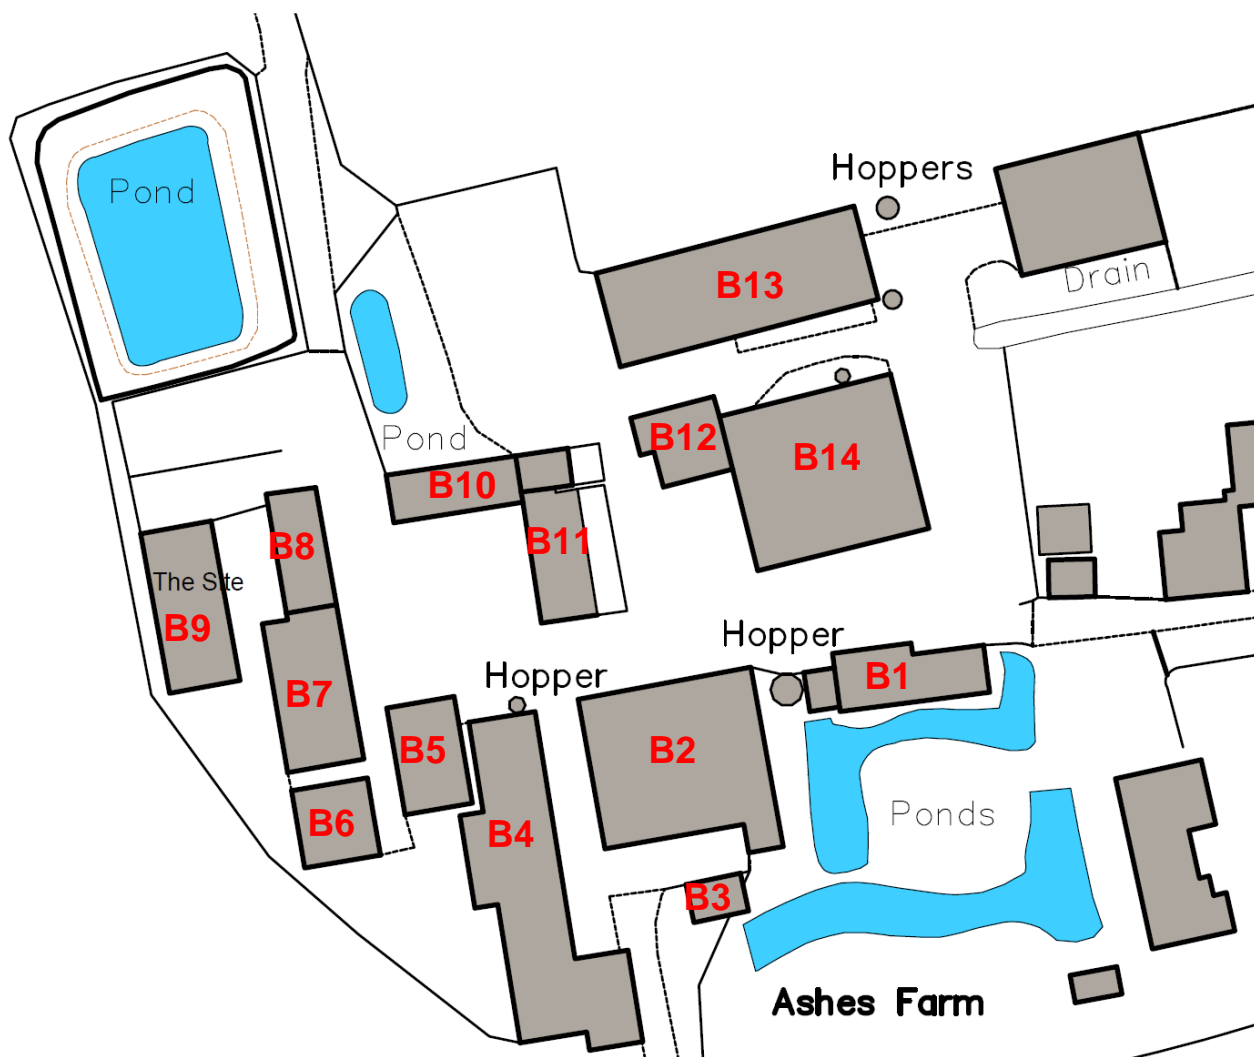 Hoppers
Pond
Drain
B13
Pond
B12
B14
B10
B11
B8
The Site
B9
Hopper
Hopper
B1
B7
B5
B2
B6
B4
Ponds
B3
Ashes Farm